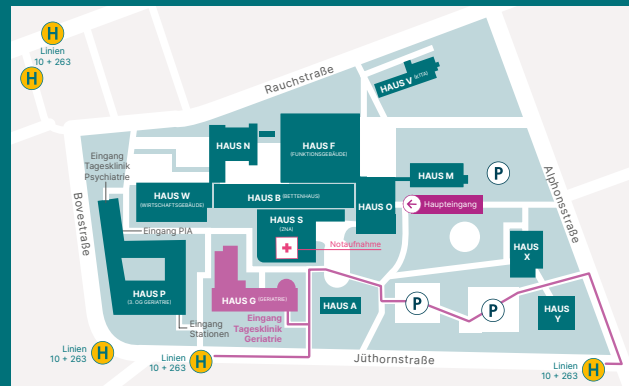 H
Linien
10 + 263
H
Rauchstraße
HAUS V (KITA)
HAUS N
HAUS F
(FUNKTIONSGEBÄUDE)
Eingang
Tagesklinik
Psychiatrie
HAUS M
P
Alphonsstraße
HAUS W
(WIRTSCHAFTSGEBÄUDE)
HAUS B (BETTENHAUS)
HAUS O
Haupteingang
Bovestraße
HAUS S
(ZNA)
Eingang PIA
Notaufnahme
HAUS
X
HAUS P
(3. OG GERIATRIE)
HAUS G (GERIATRIE)
HAUS A
P
P
HAUS
Y
Eingang
Stationen
Eingang
Tagesklinik
Geriatrie
Linien
10 + 263
H
Linien
10 + 263
H
Jüthornstraße
Linien
10 + 263
H